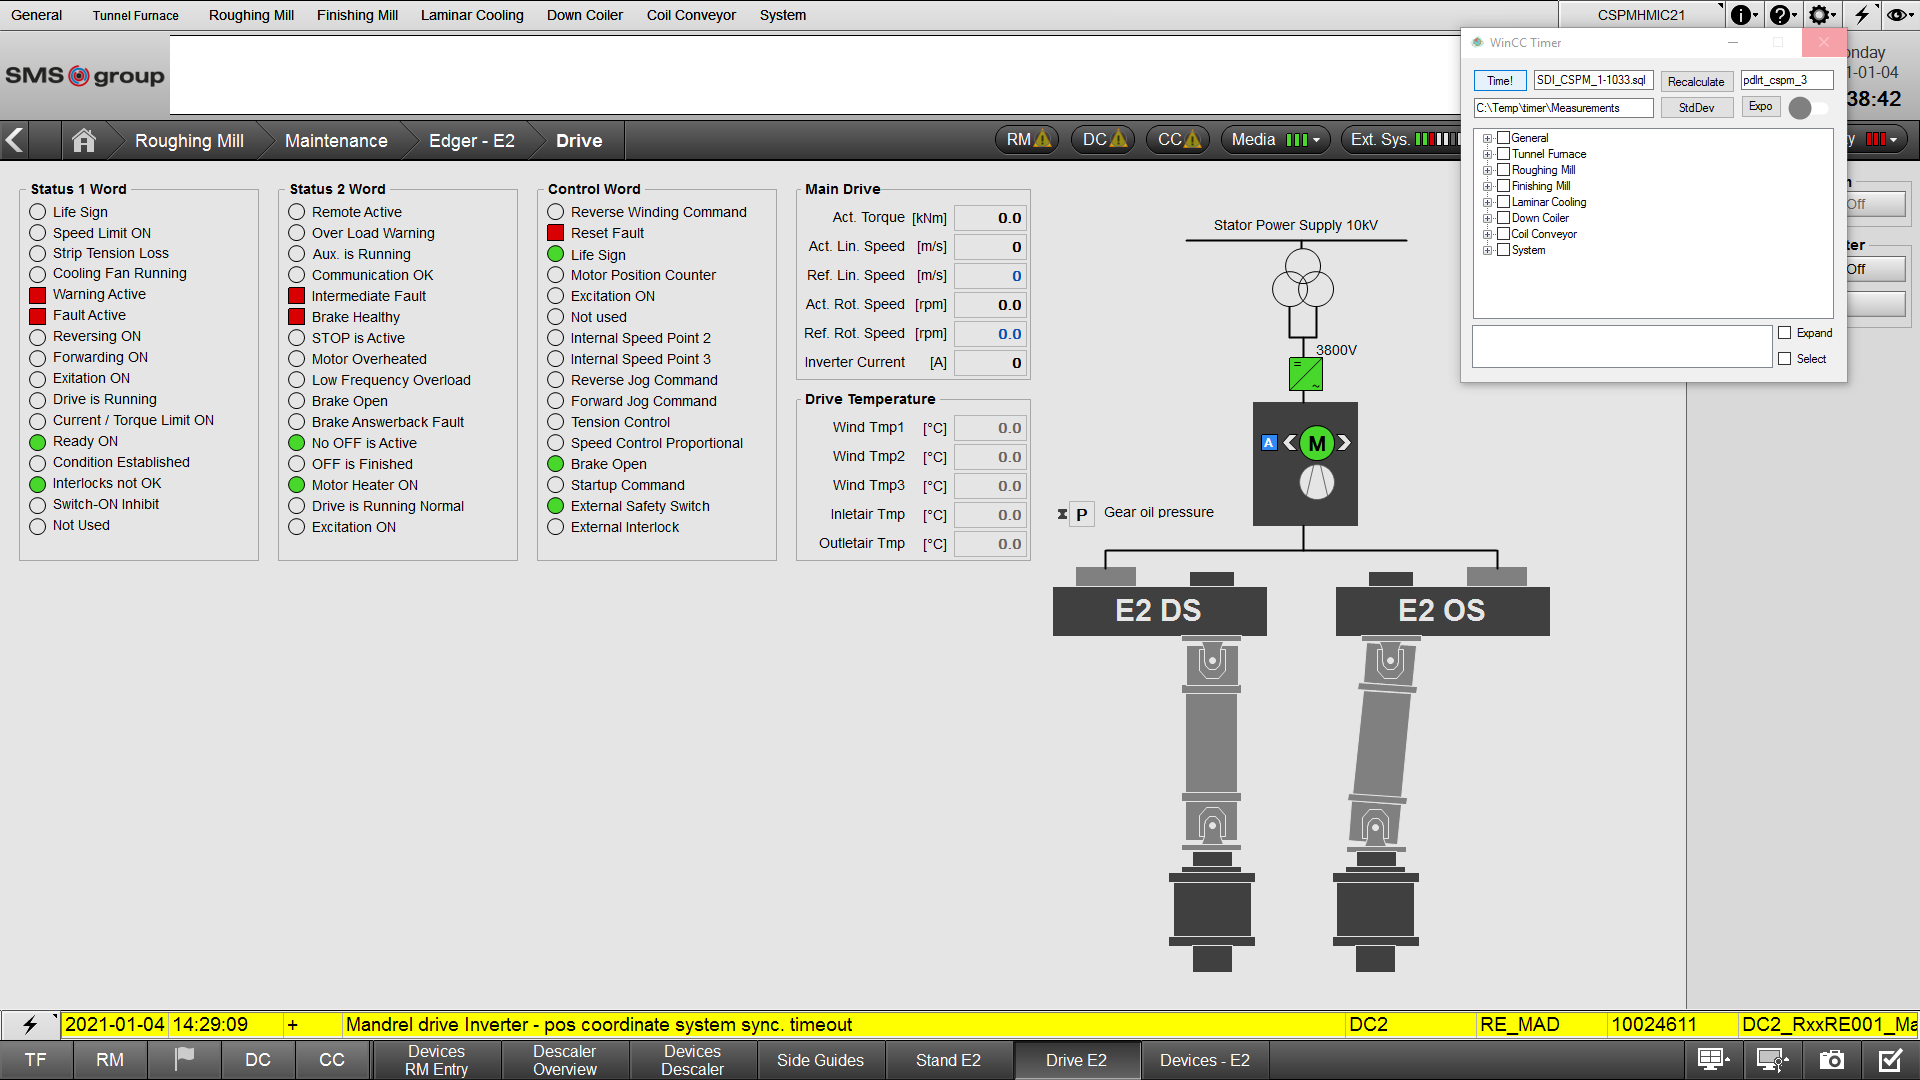 General Tunnel Furnace Roughing Mill Finishing Mill Laminar Cooling Down Coiler Coil Conveyor System CSPMHMIC21
SMS group
WinCC Timer
Time! SDI_CSPM_1-1033.sql Recalculate pdlrt_cspm_3
C:\Temp\timer\Measurements StdDev Expo
General
Tunnel Furnace
Roughing Mill
Finishing Mill
Laminar Cooling
Down Coiler
Coil Conveyor
System
Expand
Select
onday
1-01-04
38:42
Roughing Mill Maintenance Edger - E2 Drive RM DC CC Media Ext. Sys. y
Off
ter
Off
Status 1 Word
Life Sign
Speed Limit ON
Strip Tension Loss
Cooling Fan Running
Warning Active
Fault Active
Reversing ON
Forwarding ON
Exitation ON
Drive is Running
Current / Torque Limit ON
Ready ON
Condition Established
Interlocks not OK
Switch-ON Inhibit
Not Used
Status 2 Word
Remote Active
Over Load Warning
Aux. is Running
Communication OK
Intermediate Fault
Brake Healthy
STOP is Active
Motor Overheated
Low Frequency Overload
Brake Open
Brake Answerback Fault
No OFF is Active
OFF is Finished
Motor Heater ON
Drive is Running Normal
Excitation ON
Control Word
Reverse Winding Command
Reset Fault
Life Sign
Motor Position Counter
Excitation ON
Not used
Internal Speed Point 2
Internal Speed Point 3
Reverse Jog Command
Forward Jog Command
Tension Control
Speed Control Proportional
Brake Open
Startup Command
External Safety Switch
External Interlock
Main Drive
Act. Torque [kNm] 0.0
Act. Lin. Speed [m/s] 0
Ref. Lin. Speed [m/s] 0
Act. Rot. Speed [rpm] 0.0
Ref. Rot. Speed [rpm] 0.0
Inverter Current [A] 0
Drive Temperature
Wind Tmp1 [°C] 0.0
Wind Tmp2 [°C] 0.0
Wind Tmp3 [°C] 0.0
Inletair Tmp [°C] 0.0
Outletair Tmp [°C] 0.0
Stator Power Supply 10kV
3800V
A M
P Gear oil pressure
E2 DS E2 OS
2021-01-04 14:29:09 + Mandrel drive Inverter - pos coordinate system sync. timeout DC2 RE_MAD 10024611 DC2_RxxRE001_Ma
TF RM DC CC Devices RM Entry Descaler Overview Devices Descaler Side Guides Stand E2 Drive E2 Devices - E2